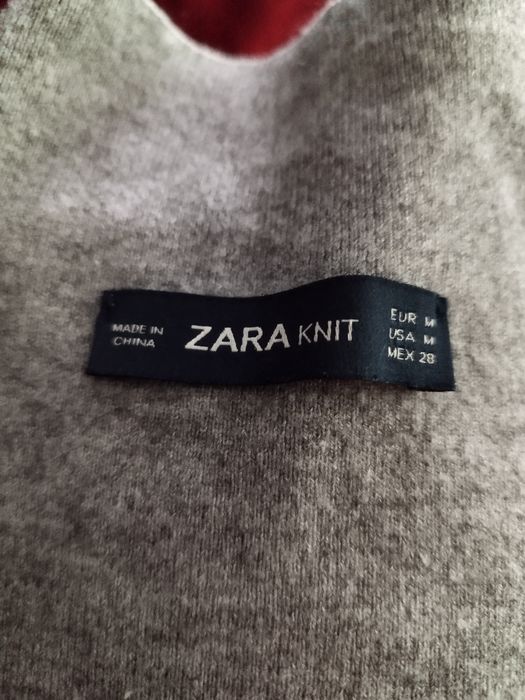 MADE IN
CHINA
ZARA KNIT
EUR M
USA M
MEX 28